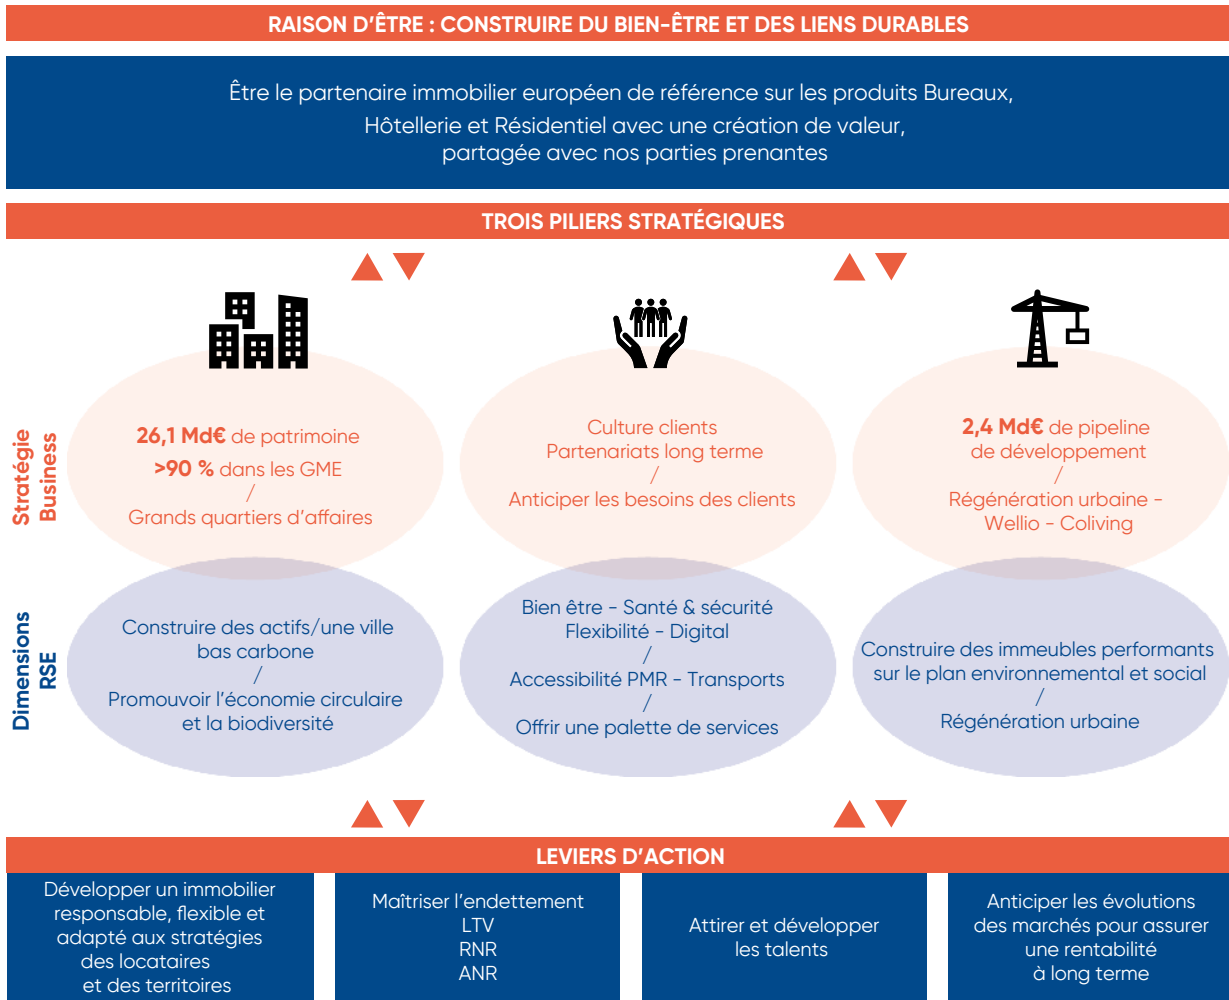 RAISON D’ÊTRE : CONSTRUIRE DU BIEN-ÊTRE ET DES LIENS DURABLES
Être le partenaire immobilier européen de référence sur les produits Bureaux,
Hôtellerie et Résidentiel avec une création de valeur,
partagée avec nos parties prenantes
TROIS PILIERS STRATÉGIQUES
Stratégie
Business
26,1 Md€ de patrimoine
>90 % dans les GME
/
Grands quartiers d’affaires
Culture clients
Partenariats long terme
/
Anticiper les besoins des clients
2,4 Md€ de pipeline
de développement
/
Régénération urbaine -
Wellio - Coliving
Dimensions
RSE
Construire des actifs/une ville
bas carbone
/
Promouvoir l’économie circulaire
et la biodiversité
Bien être - Santé & sécurité
Flexibilité - Digital
/
Accessibilité PMR - Transports
/
Offrir une palette de services
Construire des immeubles performants
sur le plan environnemental et social
/
Régénération urbaine
LEVIERS D’ACTION
Développer un immobilier
responsable, flexible et
adapté aux stratégies
des locataires
et des territoires
Maîtriser l’endettement
LTV
RNR
ANR
Attirer et développer
les talents
Anticiper les évolutions
des marchés pour assurer
une rentabilité
à long terme